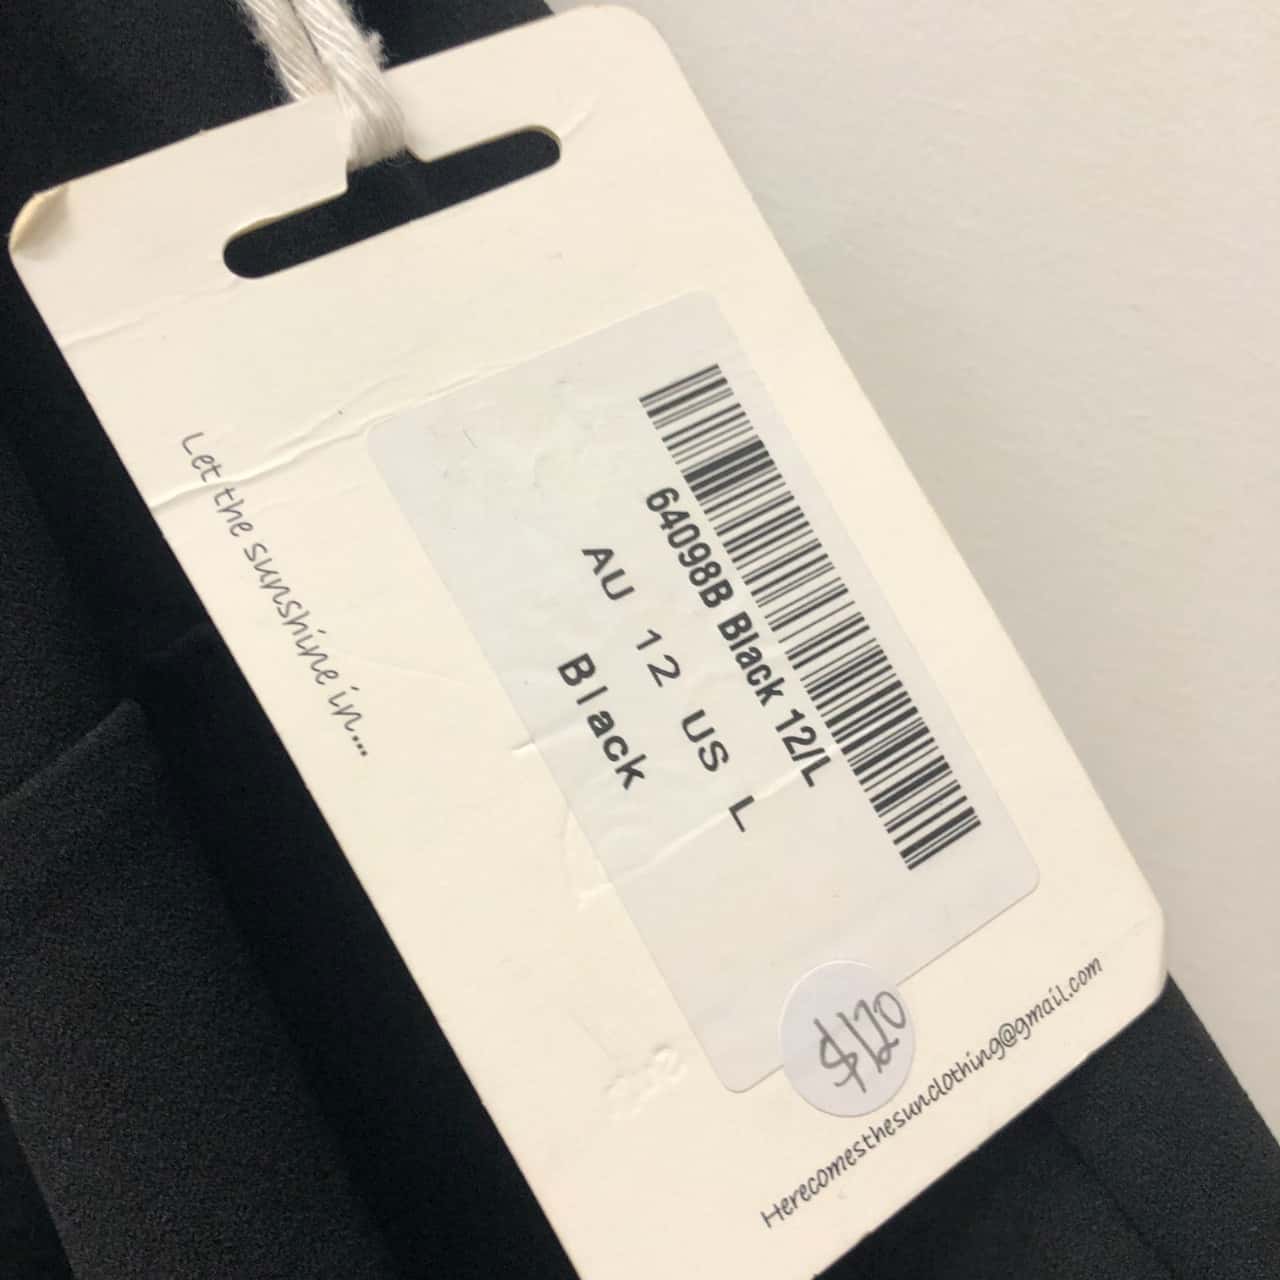 Let the sunshine in...
64098B Black 12/L
AU 12 US L
Black
$120
Herecomesthesunclothing@gmail.com